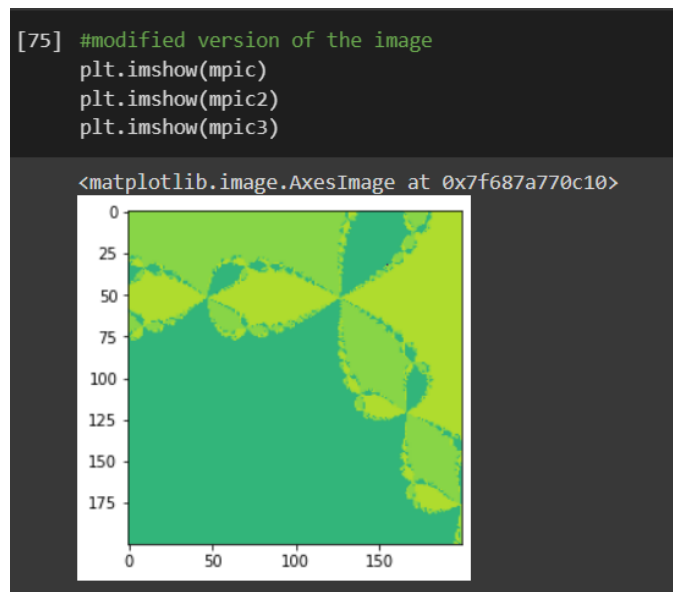 [75] #modified version of the image
plt.imshow(mpic)
plt.imshow(mpic2)
plt.imshow(mpic3)
<matplotlib.image.AxesImage at 0x7f687a770c10>
0
25
50
75
100
125
150
175
0 50 100 150